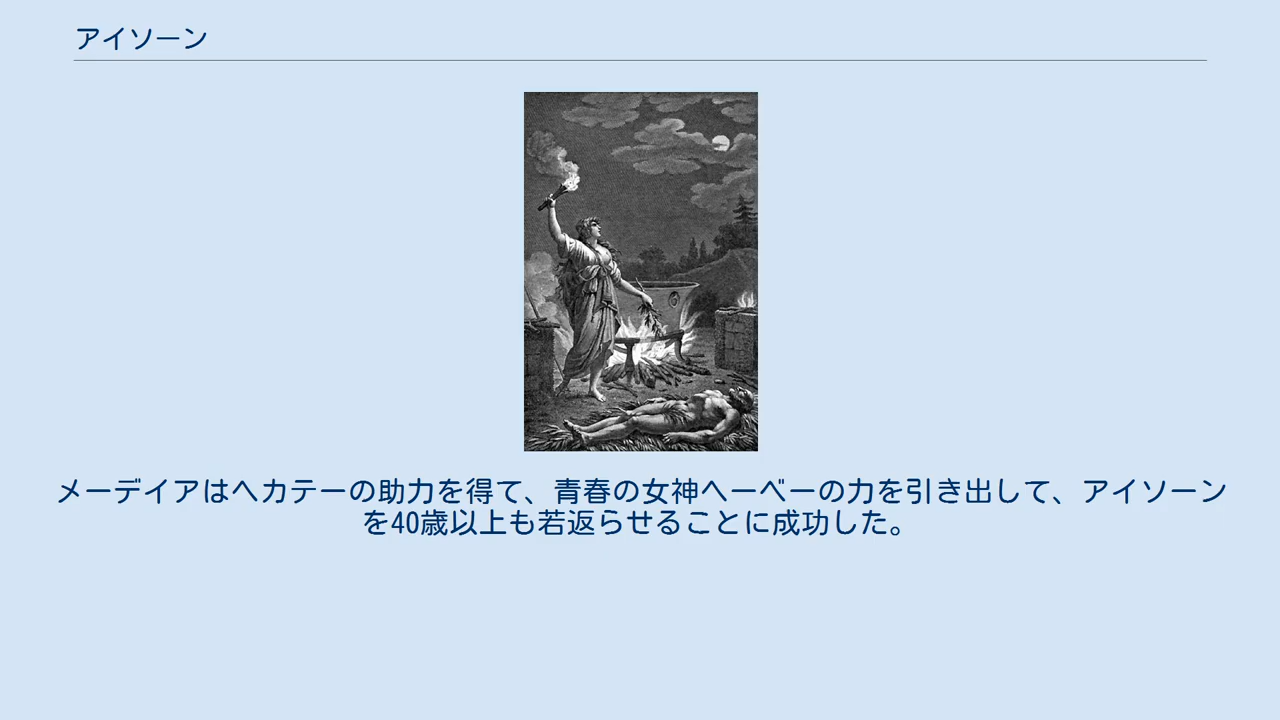 アイソーン
メーデイアはヘカテーの助力を得て、青春の女神ヘーベーの力を引き出して、アイソーン
を40歳以上も若返らせることに成功した。